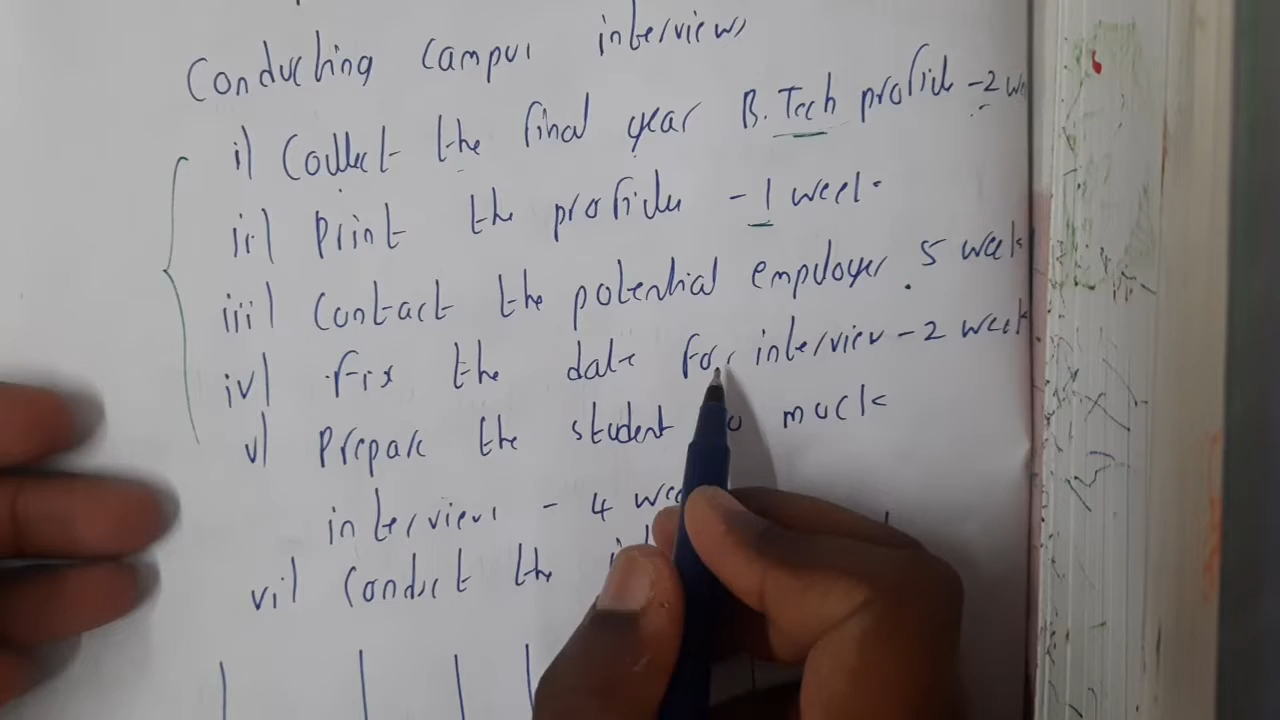 Conducting campus interviews
i) Collect the final year B.Tech profile - 2
ii) Print the profiles - 1 week
iii) Contact the potential employer. 5 week
iv) Fix the date for interview - 2 week
v) Prepare the student mock
interviews - 4
vi) Conduct the